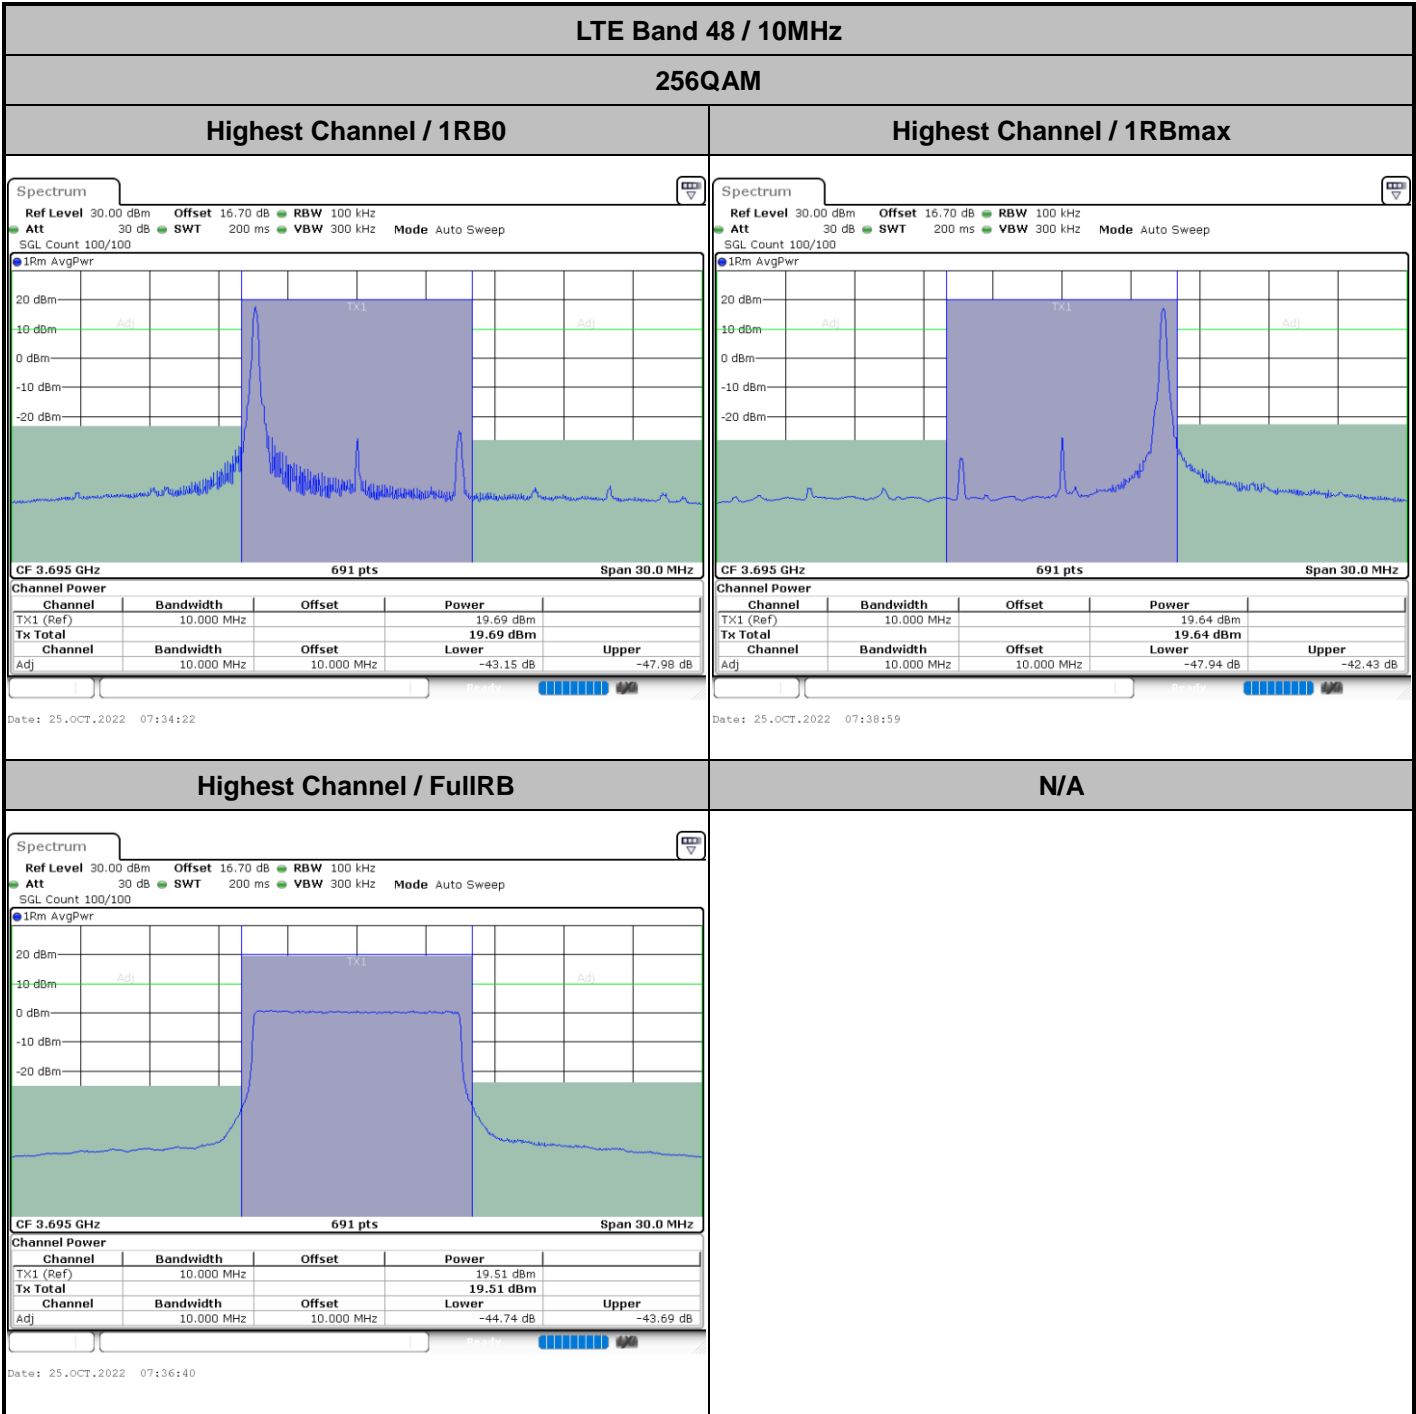 LTE Band 48 / 10MHz
256QAM
Highest Channel / 1RB0
Highest Channel / 1RBmax
Spectrum
Ref Level 30.00 dBm Offset 16.70 dB RBW 100 kHz
Att 30 dB SWT 200 ms VBW 300 kHz Mode Auto Sweep
SGL Count 100/100
1Rm AvgPwr
20 dBm
10 dBm
0 dBm
-10 dBm
-20 dBm
Adj
TX1
Adj
CF 3.695 GHz 691 pts Span 30.0 MHz
Channel Power
Channel Bandwidth Offset Power
TX1 (Ref) 10.000 MHz 19.69 dBm
Tx Total 19.69 dBm
Channel Bandwidth Offset Lower Upper
Adj 10.000 MHz 10.000 MHz -43.15 dB -47.98 dB
Ready
Date: 25.OCT.2022 07:34:22
Spectrum
Ref Level 30.00 dBm Offset 16.70 dB RBW 100 kHz
Att 30 dB SWT 200 ms VBW 300 kHz Mode Auto Sweep
SGL Count 100/100
1Rm AvgPwr
20 dBm
10 dBm
0 dBm
-10 dBm
-20 dBm
Adj
TX1
Adj
CF 3.695 GHz 691 pts Span 30.0 MHz
Channel Power
Channel Bandwidth Offset Power
TX1 (Ref) 10.000 MHz 19.64 dBm
Tx Total 19.64 dBm
Channel Bandwidth Offset Lower Upper
Adj 10.000 MHz 10.000 MHz -47.94 dB -42.43 dB
Ready
Date: 25.OCT.2022 07:38:59
Highest Channel / FullRB
N/A
Spectrum
Ref Level 30.00 dBm Offset 16.70 dB RBW 100 kHz
Att 30 dB SWT 200 ms VBW 300 kHz Mode Auto Sweep
SGL Count 100/100
1Rm AvgPwr
20 dBm
10 dBm
0 dBm
-10 dBm
-20 dBm
Adj
TX1
Adj
CF 3.695 GHz 691 pts Span 30.0 MHz
Channel Power
Channel Bandwidth Offset Power
TX1 (Ref) 10.000 MHz 19.51 dBm
Tx Total 19.51 dBm
Channel Bandwidth Offset Lower Upper
Adj 10.000 MHz 10.000 MHz -44.74 dB -43.69 dB
Ready
Date: 25.OCT.2022 07:36:40